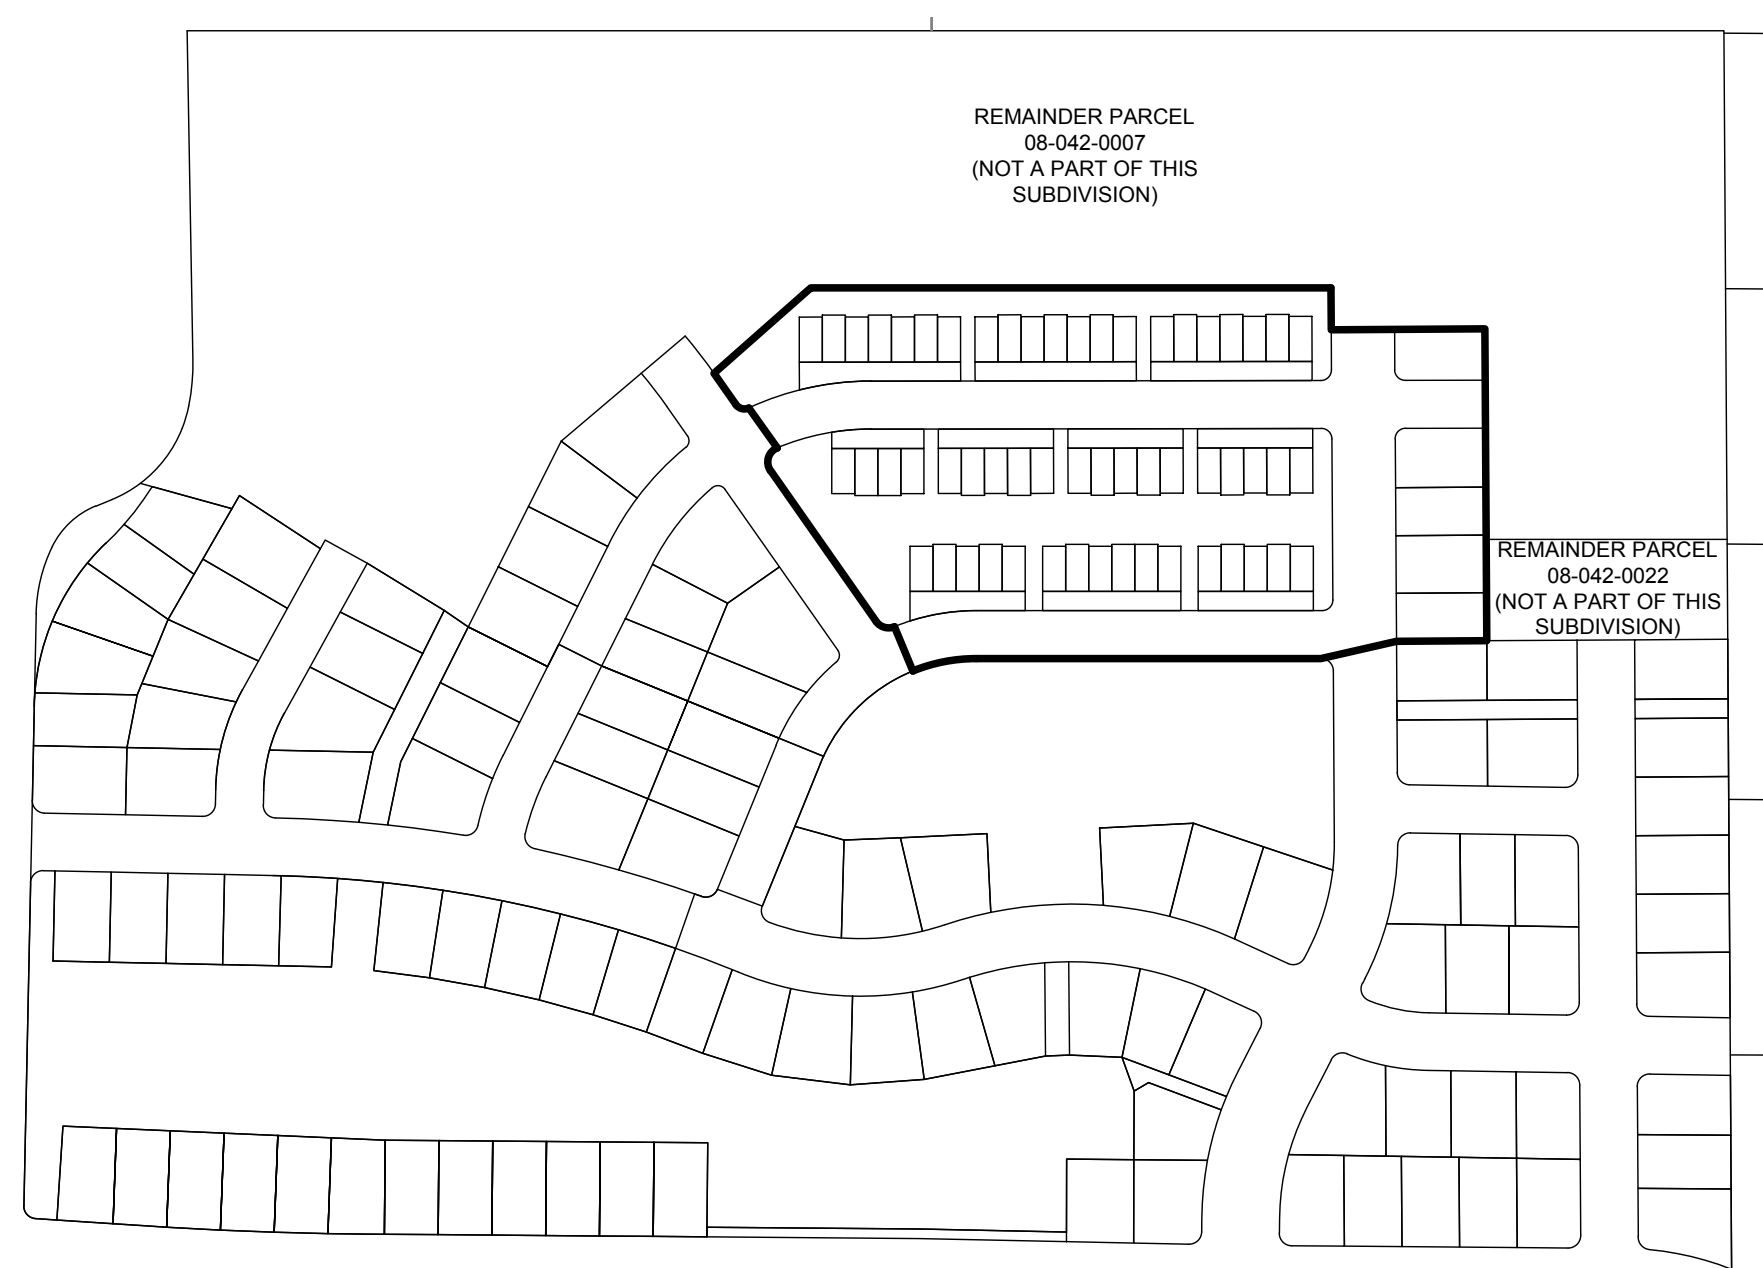 REMAINDER PARCEL
08-042-0007
(NOT A PART OF THIS
SUBDIVISION)
REMAINDER PARCEL
08-042-0022
(NOT A PART OF THIS
SUBDIVISION)